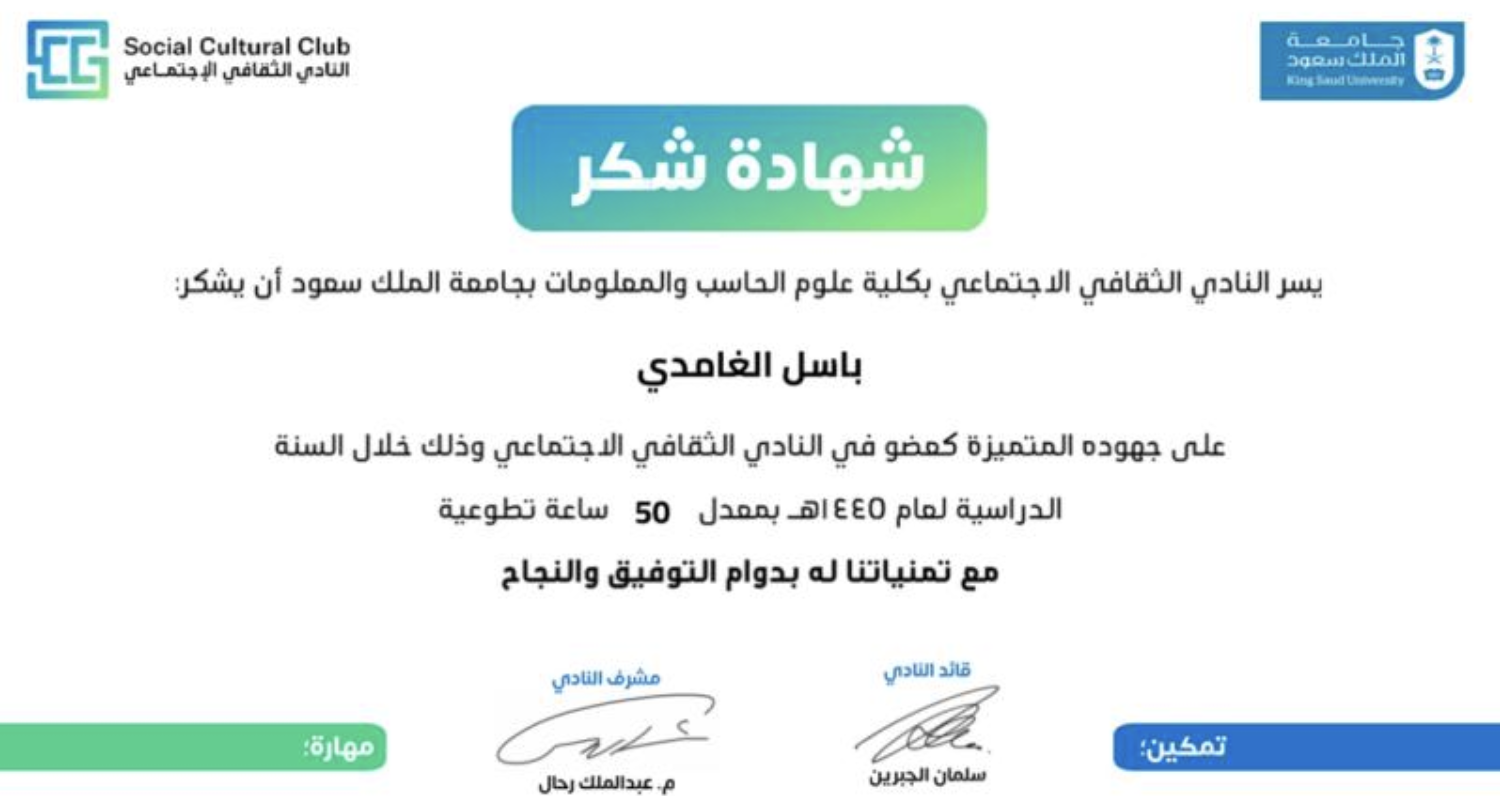 Social Cultural Club
النادي الثقافي الإجتماعي
جامعة
الملك سعود
King Saud University
شهادة شكر
يسر النادي الثقافي الاجتماعي بكلية علوم الحاسب والمعلومات بجامعة الملك سعود أن يشكر:
باسل الغامدي
على جهوده المتميزة كعضو في النادي الثقافي الاجتماعي وذلك خلال السنة
الدراسية لعام ١٤٤٥هـ بمعدل 50 ساعة تطوعية
مع تمنياتنا له بدوام التوفيق والنجاح
قائد النادي
سلمان الجبرين
مشرف النادي
م. عبدالملك رحال
تمكين؛
مهارة؛